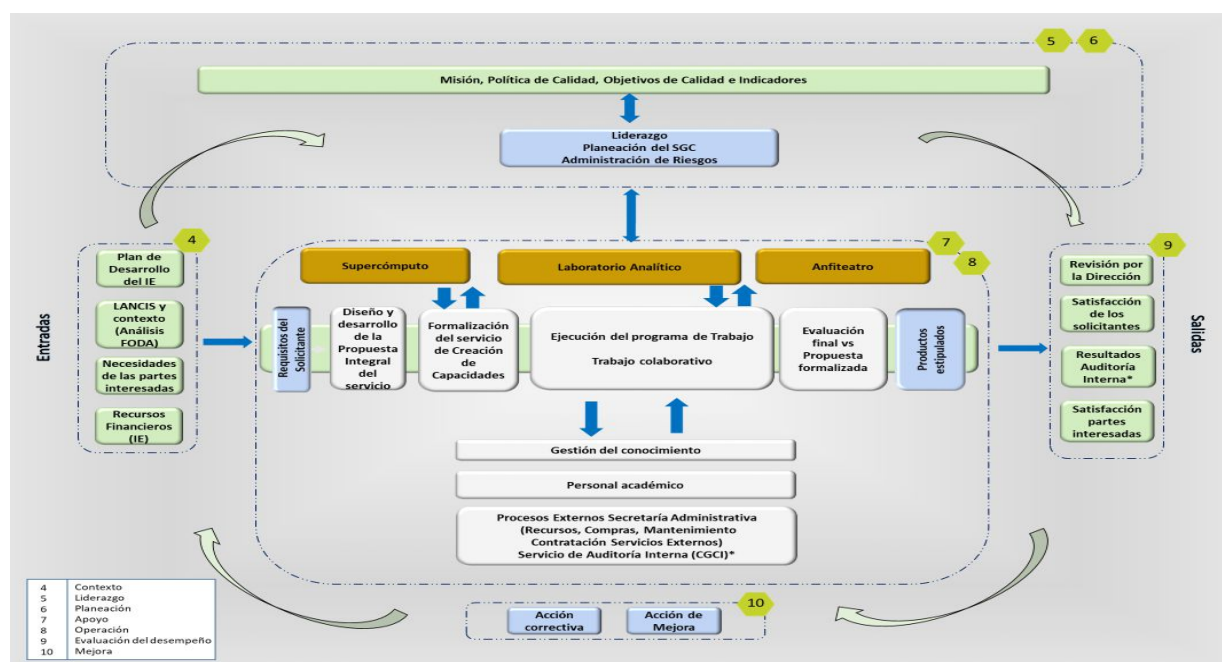 5
6
Misión, Política de Calidad, Objetivos de Calidad e Indicadores
Liderazgo
Planeación del SGC
Administración de Riesgos
Entradas
4
Plan de
Desarrollo
del IE
LANCIS y
contexto
(Análisis
FODA)
Necesidades
de las partes
interesadas
Recursos
Financieros
(IE)
7
8
Supercómputo
Laboratorio Analítico
Anfiteatro
Requisitos del
Solicitante
Diseño y
desarrollo
de la
Propuesta
Integral
del
servicio
Formalización
del servicio
de Creación
de
Capacidades
Ejecución del programa de Trabajo
Trabajo colaborativo
Evaluación
final vs
Propuesta
formalizada
Productos
estipulados
Gestión del conocimiento
Personal académico
Procesos Externos Secretaría Administrativa
(Recursos, Compras, Mantenimiento
Contratación Servicios Externos)
Servicio de Auditoría Interna (CGCI)*
9
Revisión por
la Dirección
Satisfacción
de los
solicitantes
Resultados
Auditoría
Interna*
Satisfacción
partes
interesadas
Salidas
10
Acción
correctiva
Acción de
Mejora
4 Contexto
5 Liderazgo
6 Planeación
7 Apoyo
8 Operación
9 Evaluación del desempeño
10 Mejora